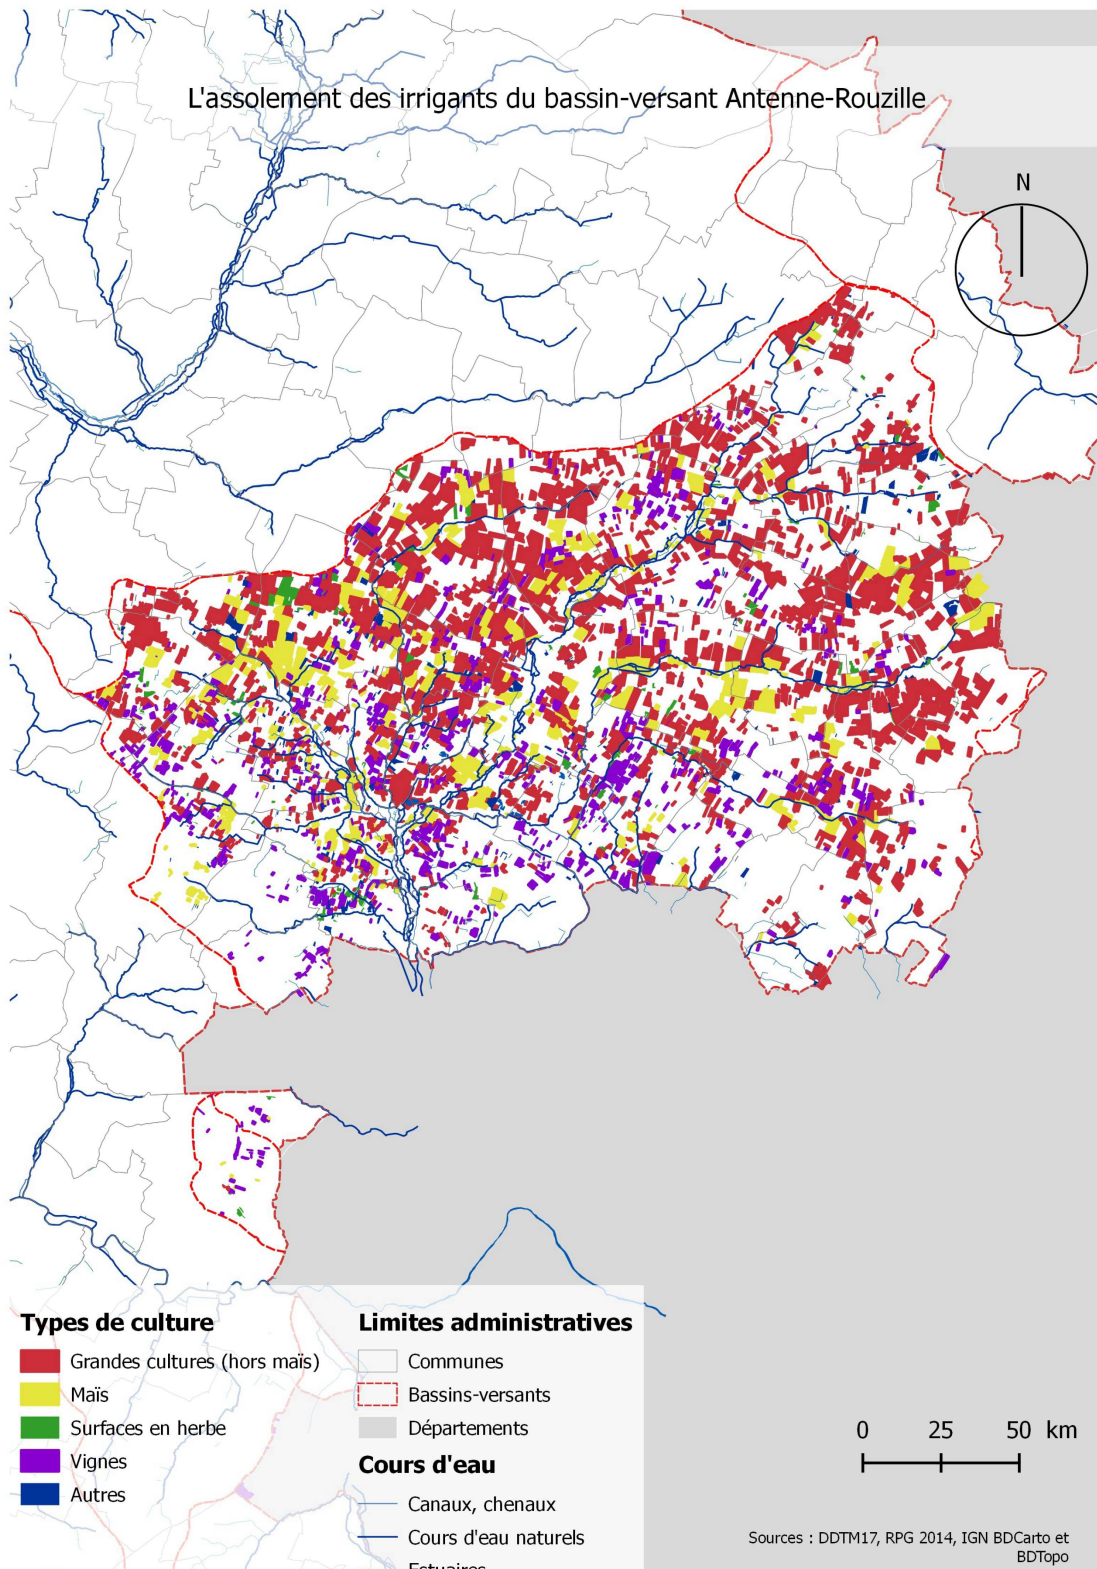 L'assolement des irrigants du bassin-versant Antenne-Rouzille
N
Types de culture
Grandes cultures (hors maïs)
Maïs
Surfaces en herbe
Vignes
Autres
Limites administratives
Communes
Bassins-versants
Départements
Cours d'eau
Canaux, chenaux
Cours d'eau naturels
Estuaires
0 25 50 km
Sources : DDTM17, RPG 2014, IGN BDCarto et
BDTopo